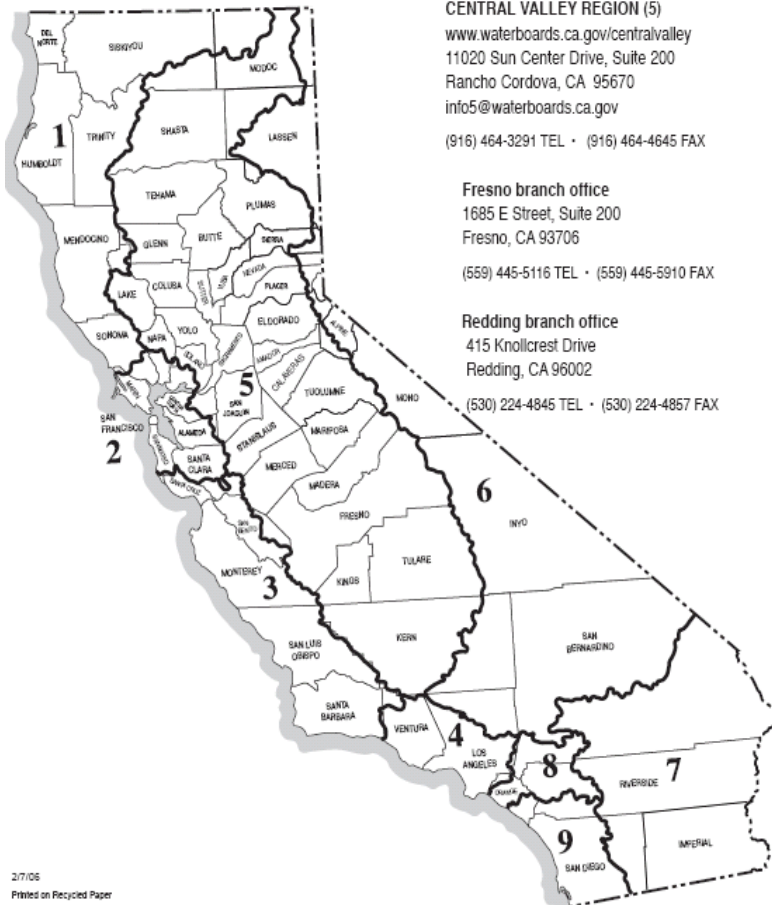 CENTRAL VALLEY REGION (5)
www.waterboards.ca.gov/centralvalley
11020 Sun Center Drive, Suite 200
Rancho Cordova, CA 95670
info5@waterboards.ca.gov
(916) 464-3291 TEL • (916) 464-4645 FAX
Fresno branch office
1685 E Street, Suite 200
Fresno, CA 93706
(559) 445-5116 TEL • (559) 445-5910 FAX
Redding branch office
415 Knollcrest Drive
Redding, CA 96002
(530) 224-4845 TEL • (530) 224-4857 FAX
DEL
NORTE
SISKIYOU
MODOC
1
HUMBOLDT
TRINITY
SHASTA
LASSEN
TEHAMA
PLUMAS
MENDOCINO
GLENN
BUTTE
SIERRA
LAKE
COLUSA
SUTTER
YUBA
NEVADA
PLACER
SONOMA
NAPA
YOLO
ELDORADO
ALPINE
SOLANO
SACRAMENTO
AMADOR
CALAVERAS
MARIN
5
SAN
JOAQUIN
TUOLUMNE
MONO
SAN
FRANCISCO
2
ALAMEDA
STANISLAUS
MARIPOSA
SANTA
CLARA
MERCED
SANTA CRUZ
MADERA
6
FRESNO
INYO
SAN
BENITO
MONTEREY
3
KINGS
TULARE
SAN LUIS
OBISPO
KERN
SAN
BERNARDINO
SANTA
BARBARA
VENTURA
4
LOS
ANGELES
8
7
RIVERSIDE
ORANGE
9
SAN DIEGO
IMPERIAL
2/7/06
Printed on Recycled Paper